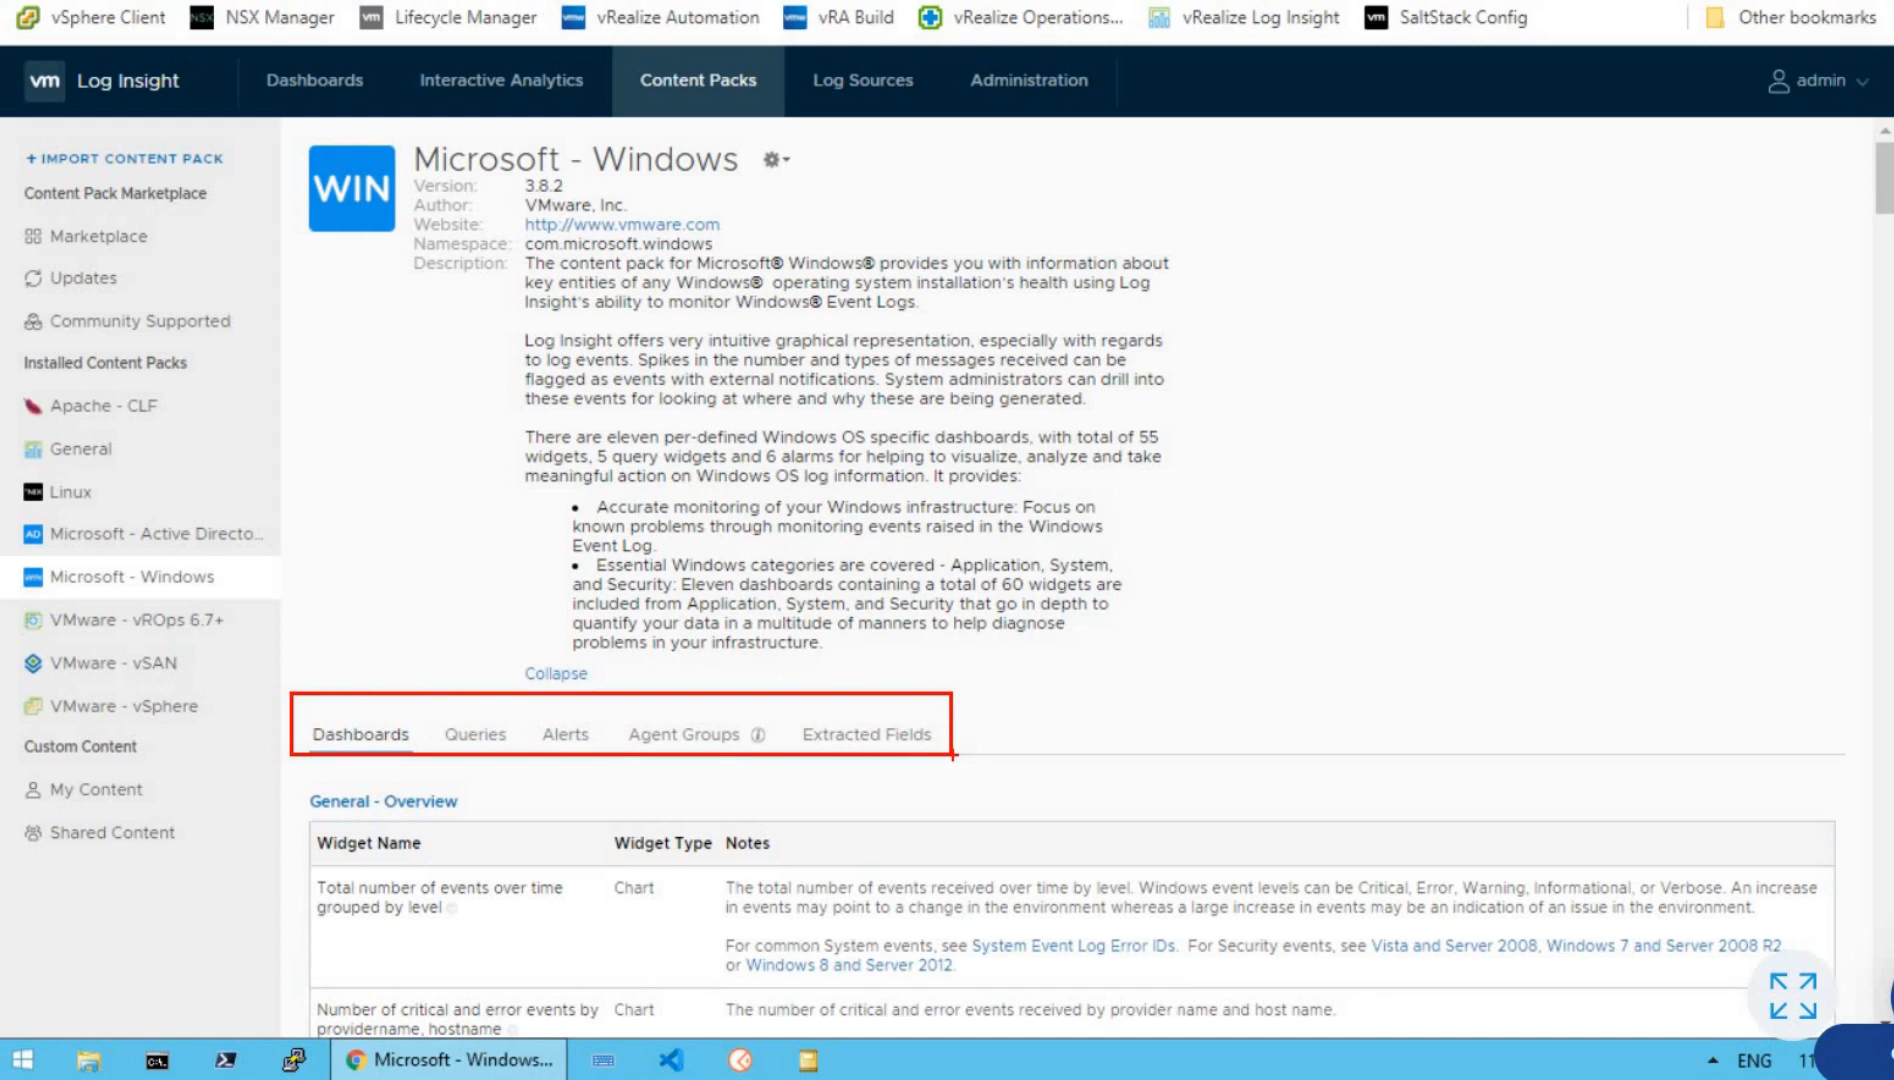 vSphere Client NSX NSX Manager vm Lifecycle Manager vmw vRealize Automation vmw vRA Build vRealize Operations... vRealize Log Insight vm SaltStack Config Other bookmarks
vm Log Insight Dashboards Interactive Analytics Content Packs Log Sources Administration admin
+ IMPORT CONTENT PACK
Content Pack Marketplace
Marketplace
Updates
Community Supported
Installed Content Packs
Apache - CLF
General
Linux
AD Microsoft - Active Directo...
WIN Microsoft - Windows
VMware - vROps 6.7+
VMware - vSAN
VMware - vSphere
Custom Content
My Content
Shared Content
WIN
Microsoft - Windows
Version: 3.8.2
Author: VMware, Inc.
Website: http://www.vmware.com
Namespace: com.microsoft.windows
Description: The content pack for Microsoft® Windows® provides you with information about
key entities of any Windows® operating system installation's health using Log
Insight's ability to monitor Windows® Event Logs.
Log Insight offers very intuitive graphical representation, especially with regards
to log events. Spikes in the number and types of messages received can be
flagged as events with external notifications. System administrators can drill into
these events for looking at where and why these are being generated.
There are eleven per-defined Windows OS specific dashboards, with total of 55
widgets, 5 query widgets and 6 alarms for helping to visualize, analyze and take
meaningful action on Windows OS log information. It provides:
• Accurate monitoring of your Windows infrastructure: Focus on
known problems through monitoring events raised in the Windows
Event Log.
• Essential Windows categories are covered - Application, System,
and Security: Eleven dashboards containing a total of 60 widgets are
included from Application, System, and Security that go in depth to
quantify your data in a multitude of manners to help diagnose
problems in your infrastructure.
Collapse
Dashboards Queries Alerts Agent Groups Extracted Fields
General - Overview
Widget Name Widget Type Notes
Total number of events over time
grouped by level
Chart
The total number of events received over time by level. Windows event levels can be Critical, Error, Warning, Informational, or Verbose. An increase
in events may point to a change in the environment whereas a large increase in events may be an indication of an issue in the environment.
For common System events, see System Event Log Error IDs. For Security events, see Vista and Server 2008, Windows 7 and Server 2008 R2
or Windows 8 and Server 2012.
Number of critical and error events by
providername, hostname
Chart
The number of critical and error events received by provider name and host name.
Microsoft - Windows... ENG 11